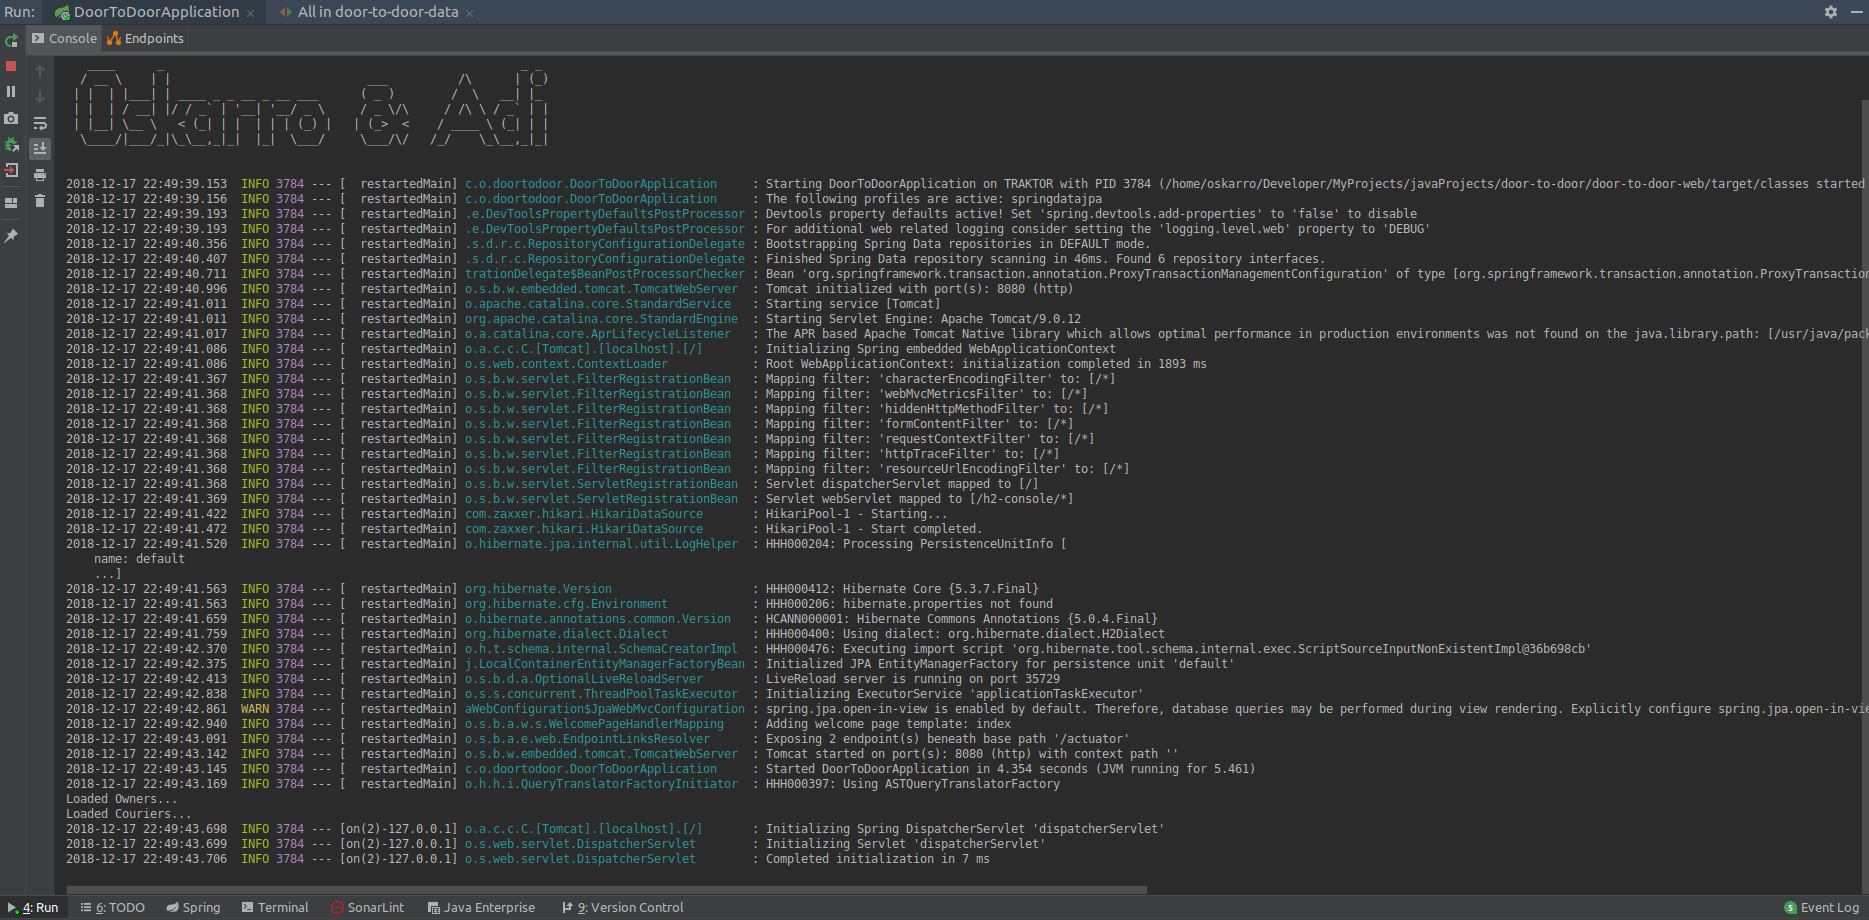 Run: DoorToDoorApplication × All in door-to-door-data ×
Console Endpoints
Oskarro & Adi
2018-12-17 22:49:39.153 INFO 3784 --- [ restartedMain] c.o.doortodoor.DoorToDoorApplication : Starting DoorToDoorApplication on TRAKTOR with PID 3784 (/home/oskarro/Developer/MyProjects/javaProjects/door-to-door/door-to-door-web/target/classes started
2018-12-17 22:49:39.156 INFO 3784 --- [ restartedMain] c.o.doortodoor.DoorToDoorApplication : The following profiles are active: springdatajpa
2018-12-17 22:49:39.193 INFO 3784 --- [ restartedMain] .e.DevToolsPropertyDefaultsPostProcessor : Devtools property defaults active! Set 'spring.devtools.add-properties' to 'false' to disable
2018-12-17 22:49:39.193 INFO 3784 --- [ restartedMain] .e.DevToolsPropertyDefaultsPostProcessor : For additional web related logging consider setting the 'logging.level.web' property to 'DEBUG'
2018-12-17 22:49:40.356 INFO 3784 --- [ restartedMain] .s.d.r.c.RepositoryConfigurationDelegate : Bootstrapping Spring Data repositories in DEFAULT mode.
2018-12-17 22:49:40.407 INFO 3784 --- [ restartedMain] .s.d.r.c.RepositoryConfigurationDelegate : Finished Spring Data repository scanning in 46ms. Found 6 repository interfaces.
2018-12-17 22:49:40.711 INFO 3784 --- [ restartedMain] trationDelegate$BeanPostProcessorChecker : Bean 'org.springframework.transaction.annotation.ProxyTransactionManagementConfiguration' of type [org.springframework.transaction.annotation.ProxyTransaction
2018-12-17 22:49:40.996 INFO 3784 --- [ restartedMain] o.s.b.w.embedded.tomcat.TomcatWebServer : Tomcat initialized with port(s): 8080 (http)
2018-12-17 22:49:41.011 INFO 3784 --- [ restartedMain] o.apache.catalina.core.StandardService : Starting service [Tomcat]
2018-12-17 22:49:41.011 INFO 3784 --- [ restartedMain] org.apache.catalina.core.StandardEngine : Starting Servlet Engine: Apache Tomcat/9.0.12
2018-12-17 22:49:41.017 INFO 3784 --- [ restartedMain] o.a.catalina.core.AprLifecycleListener : The APR based Apache Tomcat Native library which allows optimal performance in production environments was not found on the java.library.path: [/usr/java/pack
2018-12-17 22:49:41.086 INFO 3784 --- [ restartedMain] o.a.c.c.C.[Tomcat].[localhost].[/] : Initializing Spring embedded WebApplicationContext
2018-12-17 22:49:41.086 INFO 3784 --- [ restartedMain] o.s.web.context.ContextLoader : Root WebApplicationContext: initialization completed in 1893 ms
2018-12-17 22:49:41.367 INFO 3784 --- [ restartedMain] o.s.b.w.servlet.FilterRegistrationBean : Mapping filter: 'characterEncodingFilter' to: [/*]
2018-12-17 22:49:41.368 INFO 3784 --- [ restartedMain] o.s.b.w.servlet.FilterRegistrationBean : Mapping filter: 'webMvcMetricsFilter' to: [/*]
2018-12-17 22:49:41.368 INFO 3784 --- [ restartedMain] o.s.b.w.servlet.FilterRegistrationBean : Mapping filter: 'hiddenHttpMethodFilter' to: [/*]
2018-12-17 22:49:41.368 INFO 3784 --- [ restartedMain] o.s.b.w.servlet.FilterRegistrationBean : Mapping filter: 'formContentFilter' to: [/*]
2018-12-17 22:49:41.368 INFO 3784 --- [ restartedMain] o.s.b.w.servlet.FilterRegistrationBean : Mapping filter: 'requestContextFilter' to: [/*]
2018-12-17 22:49:41.368 INFO 3784 --- [ restartedMain] o.s.b.w.servlet.FilterRegistrationBean : Mapping filter: 'httpTraceFilter' to: [/*]
2018-12-17 22:49:41.368 INFO 3784 --- [ restartedMain] o.s.b.w.servlet.FilterRegistrationBean : Mapping filter: 'resourceUrlEncodingFilter' to: [/*]
2018-12-17 22:49:41.368 INFO 3784 --- [ restartedMain] o.s.b.w.servlet.ServletRegistrationBean : Servlet dispatcherServlet mapped to [/]
2018-12-17 22:49:41.369 INFO 3784 --- [ restartedMain] o.s.b.w.servlet.ServletRegistrationBean : Servlet webServlet mapped to [/h2-console/*]
2018-12-17 22:49:41.422 INFO 3784 --- [ restartedMain] com.zaxxer.hikari.HikariDataSource : HikariPool-1 - Starting...
2018-12-17 22:49:41.472 INFO 3784 --- [ restartedMain] com.zaxxer.hikari.HikariDataSource : HikariPool-1 - Start completed.
2018-12-17 22:49:41.520 INFO 3784 --- [ restartedMain] o.hibernate.jpa.internal.util.LogHelper : HHH000204: Processing PersistenceUnitInfo [
name: default
...]
2018-12-17 22:49:41.563 INFO 3784 --- [ restartedMain] org.hibernate.Version : HHH000412: Hibernate Core {5.3.7.Final}
2018-12-17 22:49:41.563 INFO 3784 --- [ restartedMain] org.hibernate.cfg.Environment : HHH000206: hibernate.properties not found
2018-12-17 22:49:41.659 INFO 3784 --- [ restartedMain] o.hibernate.annotations.common.Version : HCANN000001: Hibernate Commons Annotations {5.0.4.Final}
2018-12-17 22:49:41.759 INFO 3784 --- [ restartedMain] org.hibernate.dialect.Dialect : HHH000400: Using dialect: org.hibernate.dialect.H2Dialect
2018-12-17 22:49:42.370 INFO 3784 --- [ restartedMain] o.h.t.schema.internal.SchemaCreatorImpl : HHH000476: Executing import script 'org.hibernate.tool.schema.internal.exec.ScriptSourceInputNonExistentImpl@36b698cb'
2018-12-17 22:49:42.375 INFO 3784 --- [ restartedMain] j.LocalContainerEntityManagerFactoryBean : Initialized JPA EntityManagerFactory for persistence unit 'default'
2018-12-17 22:49:42.413 INFO 3784 --- [ restartedMain] o.s.b.d.a.OptionalLiveReloadServer : LiveReload server is running on port 35729
2018-12-17 22:49:42.838 INFO 3784 --- [ restartedMain] o.s.s.concurrent.ThreadPoolTaskExecutor : Initializing ExecutorService 'applicationTaskExecutor'
2018-12-17 22:49:42.861 WARN 3784 --- [ restartedMain] aWebConfiguration$JpaWebMvcConfiguration : spring.jpa.open-in-view is enabled by default. Therefore, database queries may be performed during view rendering. Explicitly configure spring.jpa.open-in-vie
2018-12-17 22:49:42.940 INFO 3784 --- [ restartedMain] o.s.b.a.w.s.WelcomePageHandlerMapping : Adding welcome page template: index
2018-12-17 22:49:43.091 INFO 3784 --- [ restartedMain] o.s.b.a.e.web.EndpointLinksResolver : Exposing 2 endpoint(s) beneath base path '/actuator'
2018-12-17 22:49:43.142 INFO 3784 --- [ restartedMain] o.s.b.w.embedded.tomcat.TomcatWebServer : Tomcat started on port(s): 8080 (http) with context path ''
2018-12-17 22:49:43.145 INFO 3784 --- [ restartedMain] c.o.doortodoor.DoorToDoorApplication : Started DoorToDoorApplication in 4.354 seconds (JVM running for 5.461)
2018-12-17 22:49:43.169 INFO 3784 --- [ restartedMain] o.h.h.i.QueryTranslatorFactoryInitiator : HHH000397: Using ASTQueryTranslatorFactory
Loaded Owners...
Loaded Couriers...
2018-12-17 22:49:43.698 INFO 3784 --- [on(2)-127.0.0.1] o.a.c.c.C.[Tomcat].[localhost].[/] : Initializing Spring DispatcherServlet 'dispatcherServlet'
2018-12-17 22:49:43.699 INFO 3784 --- [on(2)-127.0.0.1] o.s.web.servlet.DispatcherServlet : Initializing Servlet 'dispatcherServlet'
2018-12-17 22:49:43.706 INFO 3784 --- [on(2)-127.0.0.1] o.s.web.servlet.DispatcherServlet : Completed initialization in 7 ms
4: Run 6: TODO Spring Terminal SonarLint Java Enterprise 9: Version Control 5 Event Log